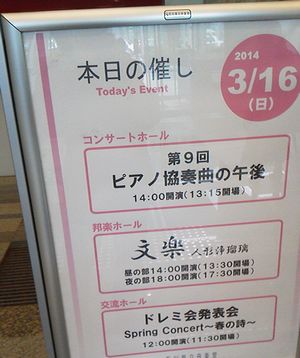 本日の催し
Today's Event
2014
3/16
(日)
コンサートホール
第9回
ピアノ協奏曲の午後
14:00開演(13:15開場)
邦楽ホール
文楽 人形浄瑠璃
昼の部14:00開演(13:30開場)
夜の部18:00開演(17:30開場)
交流ホール
ドレミ会発表会
Spring Concert～春の詩～
12:00開演(11:30開場)